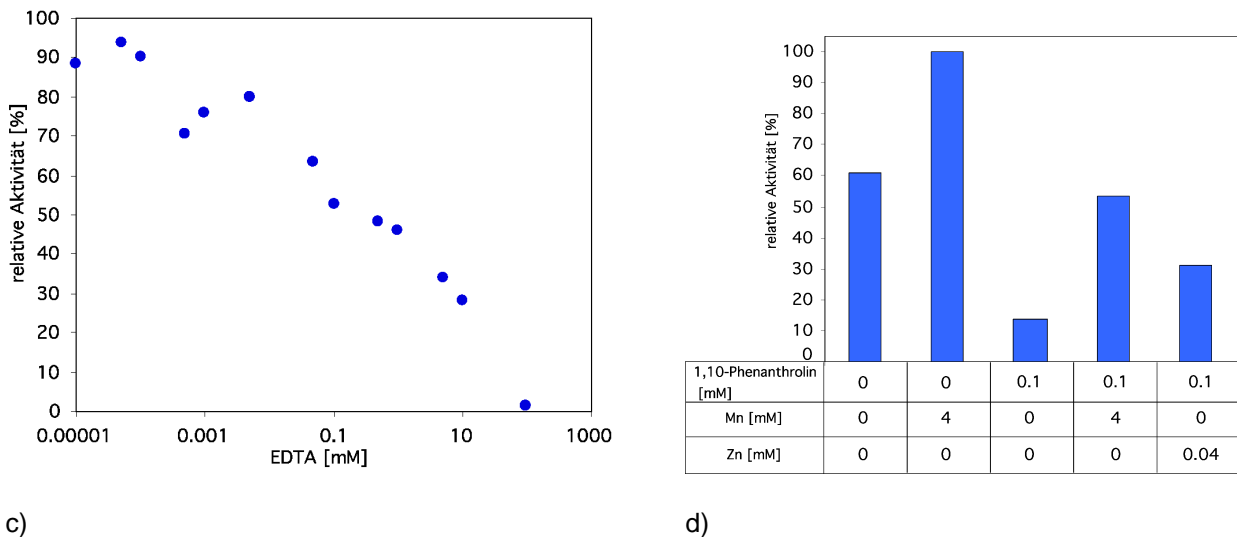 100
90
80
70
60
50
40
30
20
10
0
relative Aktivität [%]
0.00001 0.001 0.1 10 1000
EDTA [mM]
c)
100
90
80
70
60
50
40
30
20
10
0
relative Aktivität [%]
1,10-Phenanthrolin
[mM] 0 0 0.1 0.1 0.1
Mn [mM] 0 4 0 4 0
Zn [mM] 0 0 0 0 0.04
d)